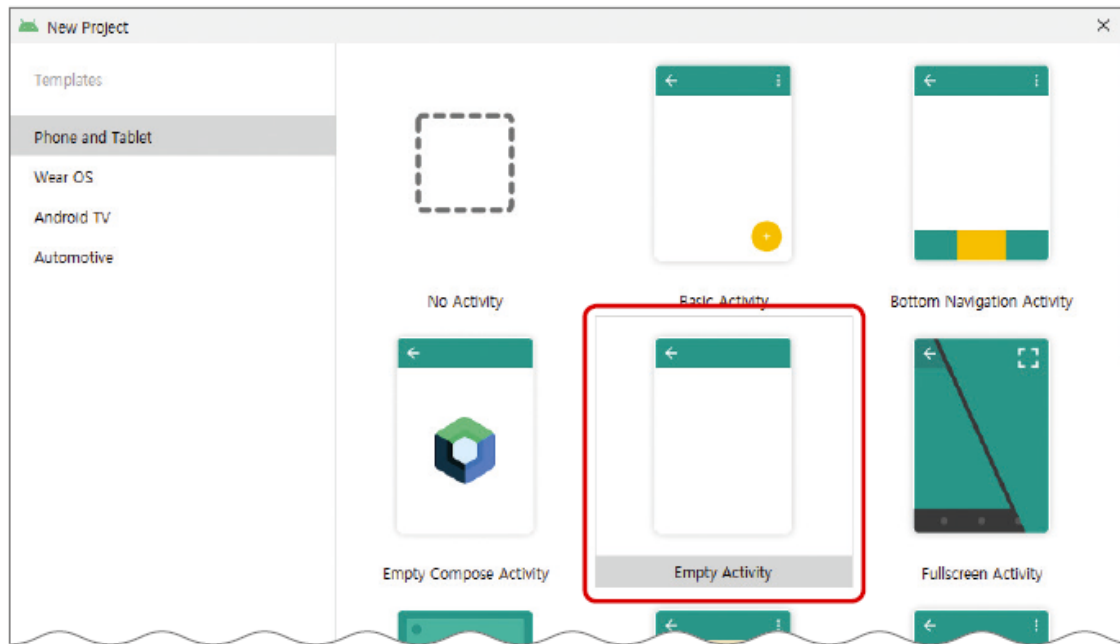 New Project
Templates
Phone and Tablet
Wear OS
Android TV
Automotive
No Activity
Basic Activity
Bottom Navigation Activity
Empty Compose Activity
Empty Activity
Fullscreen Activity